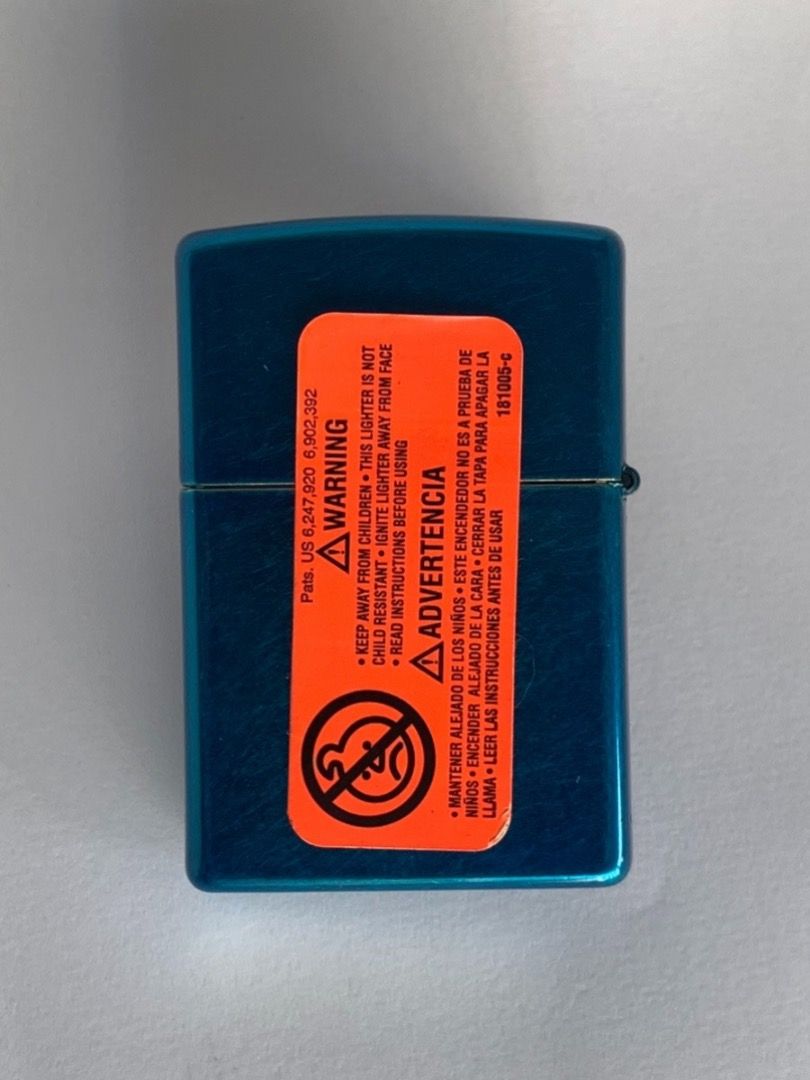 Pats. US 6,247,920 6,902,392
WARNING
• KEEP AWAY FROM CHILDREN • THIS LIGHTER IS NOT
CHILD RESISTANT • IGNITE LIGHTER AWAY FROM FACE
• READ INSTRUCTIONS BEFORE USING
ADVERTENCIA
• MANTENER ALEJADO DE LOS NIÑOS • ESTE ENCENDEDOR NO ES A PRUEBA DE
NIÑOS • ENCENDER ALEJADO DE LA CARA • CERRAR LA TAPA PARA APAGAR LA
LLAMA • LEER LAS INSTRUCCIONES ANTES DE USAR
181005-c